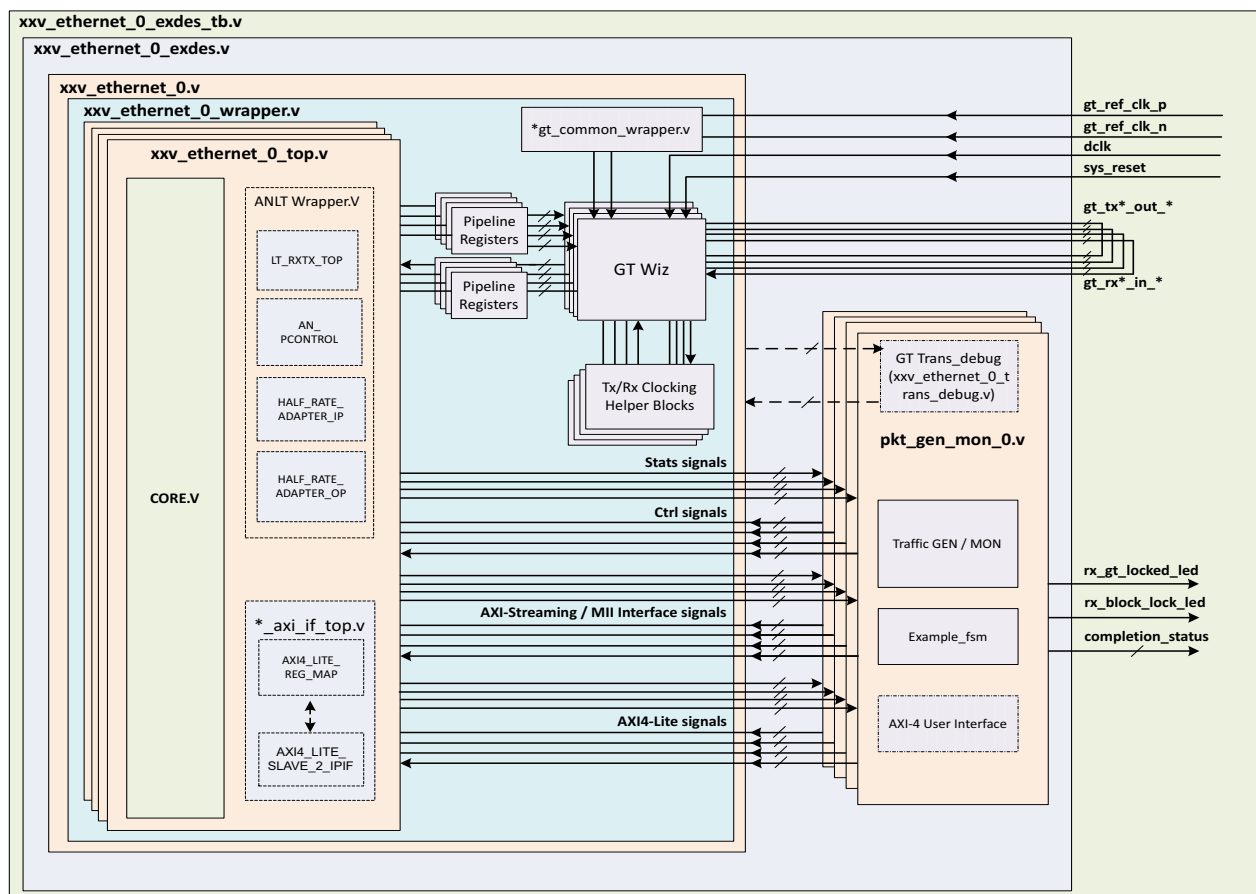 xxv_ethernet_0_exdes_tb.v
xxv_ethernet_0_exdes.v
xxv_ethernet_0.v
xxv_ethernet_0_wrapper.v
xxv_ethernet_0_top.v
CORE.V
ANLT Wrapper.V
LT_RXTX_TOP
AN_
PCONTROL
HALF_RATE_
ADAPTER_IP
HALF_RATE_
ADAPTER_OP
*_axi_if_top.v
AXI4_LITE_
REG_MAP
AXI4_LITE_
SLAVE_2_IPIF
Pipeline
Registers
Pipeline
Registers
*gt_common_wrapper.v
GT Wiz
Tx/Rx Clocking
Helper Blocks
Stats signals
Ctrl signals
AXI-Streaming / MII Interface signals
AXI4-Lite signals
GT Trans_debug
(xxv_ethernet_0_t
rans_debug.v)
pkt_gen_mon_0.v
Traffic GEN / MON
Example_fsm
AXI-4 User Interface
gt_ref_clk_p
gt_ref_clk_n
dclk
sys_reset
gt_tx*_out_*
gt_rx*_in_*
rx_gt_locked_led
rx_block_lock_led
completion_status